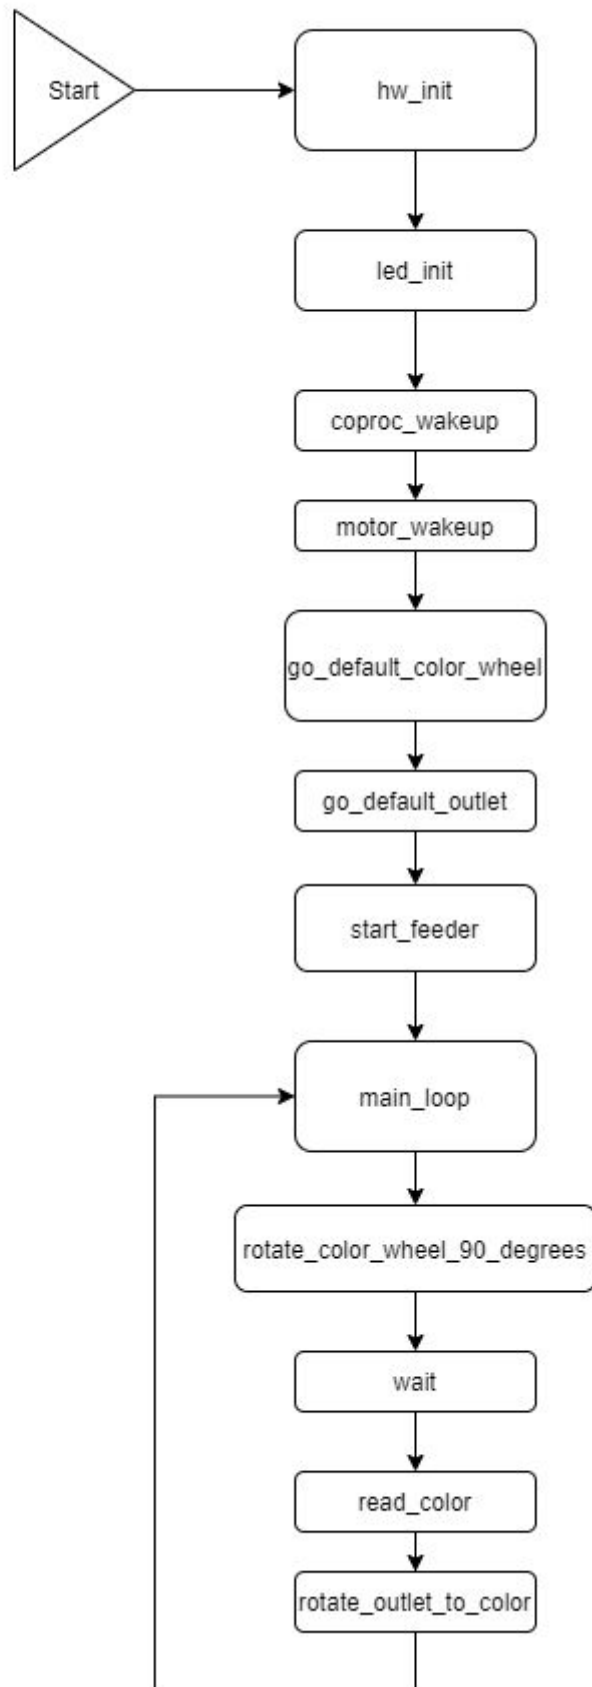 Start
hw_init
led_init
coproc_wakeup
motor_wakeup
go_default_color_wheel
go_default_outlet
start_feeder
main_loop
rotate_color_wheel_90_degrees
wait
read_color
rotate_outlet_to_color